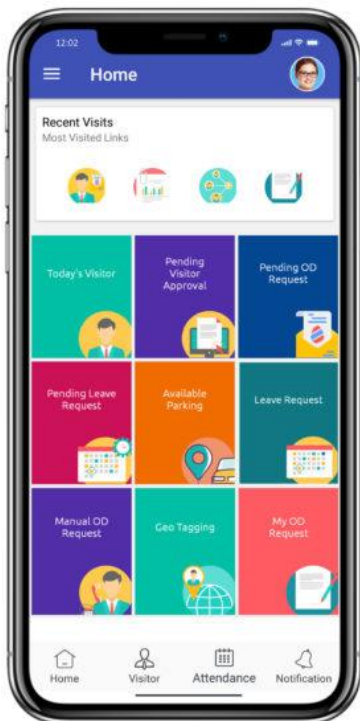 12:02
Home
Recent Visits
Most Visited Links
Today's Visitor
Pending
Visitor
Approval
Pending OD
Request
Pending Leave
Request
Available
Parking
Leave Request
Manual OD
Request
Geo Tagging
My OD
Request
Home
Visitor
Attendance
Notification